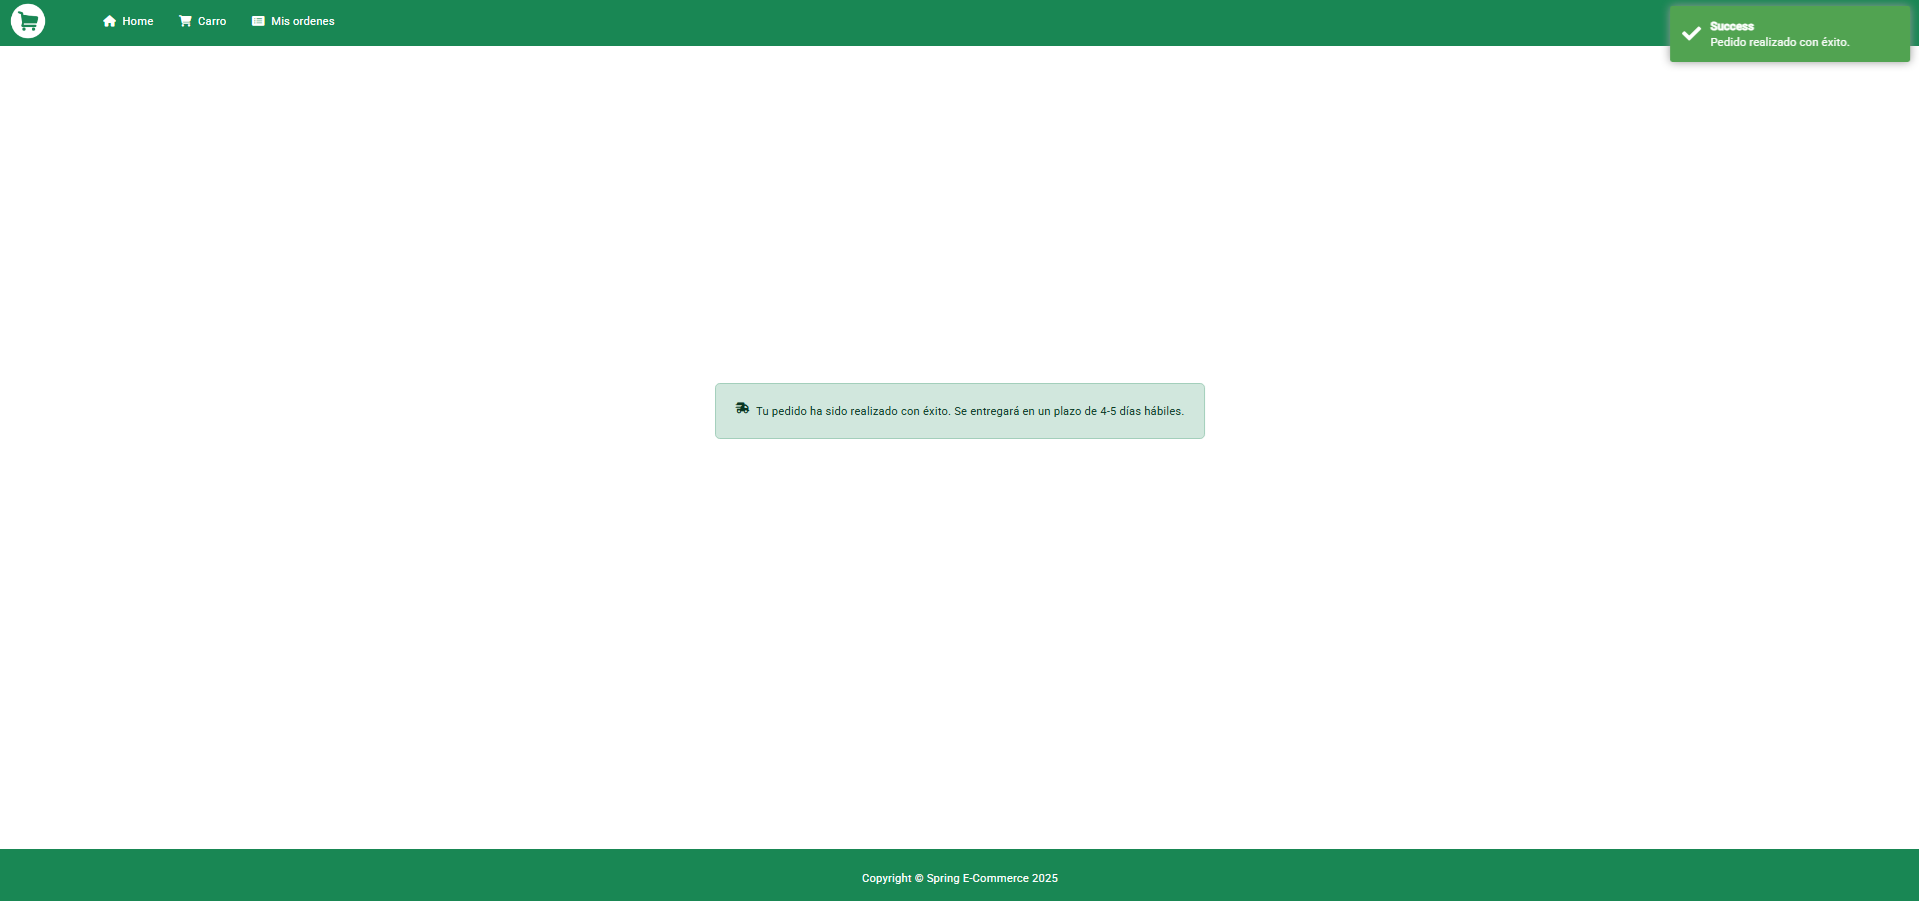 Home
Carro
Mis ordenes
Success
Pedido realizado con éxito.
Tu pedido ha sido realizado con éxito. Se entregará en un plazo de 4-5 días hábiles.
Copyright © Spring E-Commerce 2025